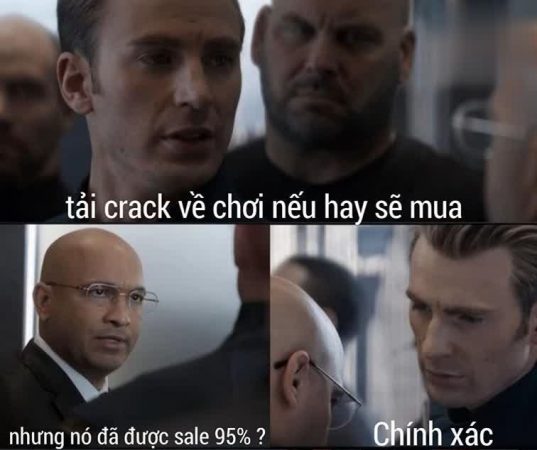 tải crack về chơi nếu hay sẽ mua
nhưng nó đã được sale 95% ?
Chính xác